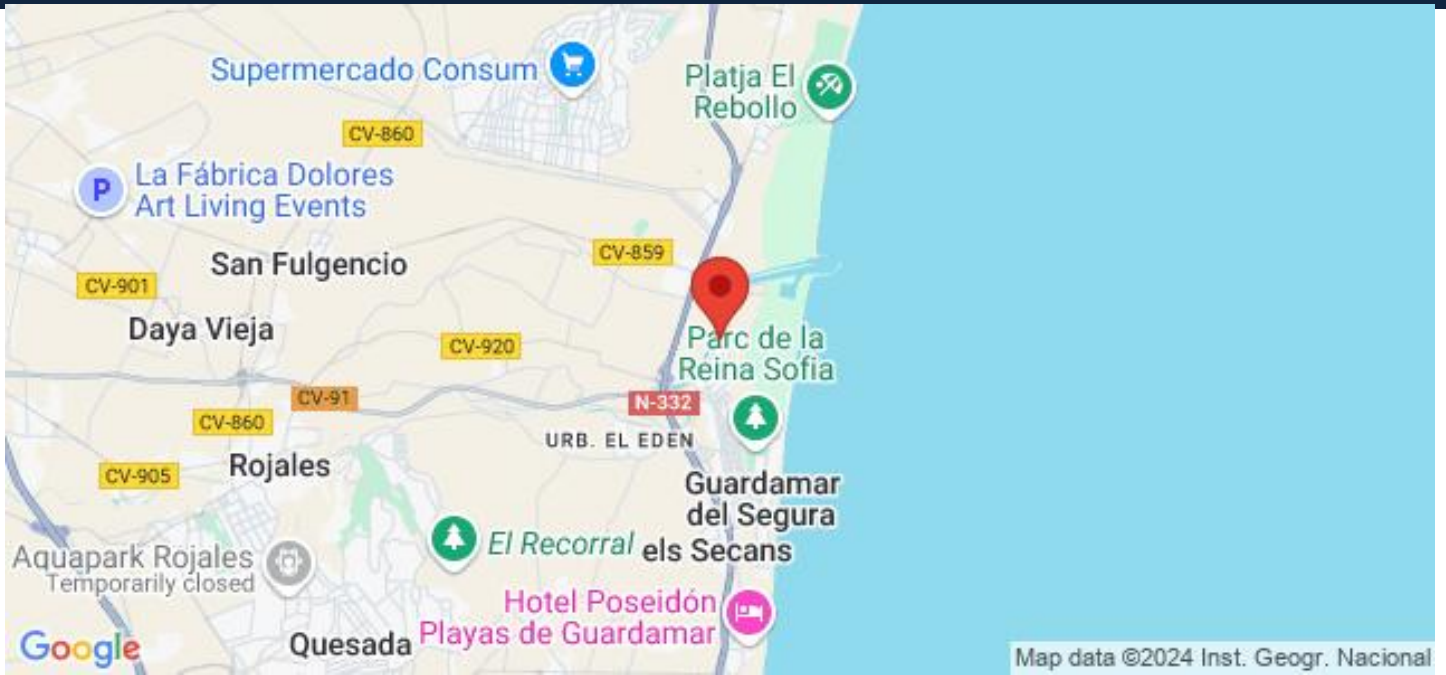 Supermercado Consum
Platja El
Rebollo
CV-860
P
La Fábrica Dolores
Art Living Events
San Fulgencio
CV-859
CV-901
Daya Vieja
CV-920
Parc de la
Reina Sofia
CV-91
N-332
CV-860
URB. EL EDEN
Rojales
CV-905
Guardamar
del Segura
El Recorral
els Secans
Aquapark Rojales
Temporarily closed
Hotel Poseidón
Playas de Guardamar
Quesada
Google
Map data ©2024 Inst. Geogr. Nacional